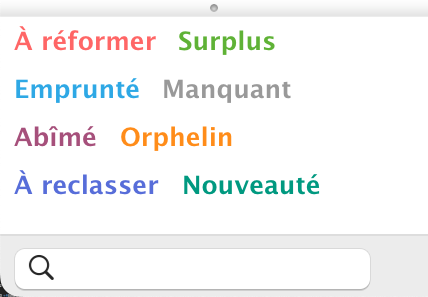 À réformer Surplus
Emprunté Manquant
Abîmé Orphelin
À reclasser Nouveauté